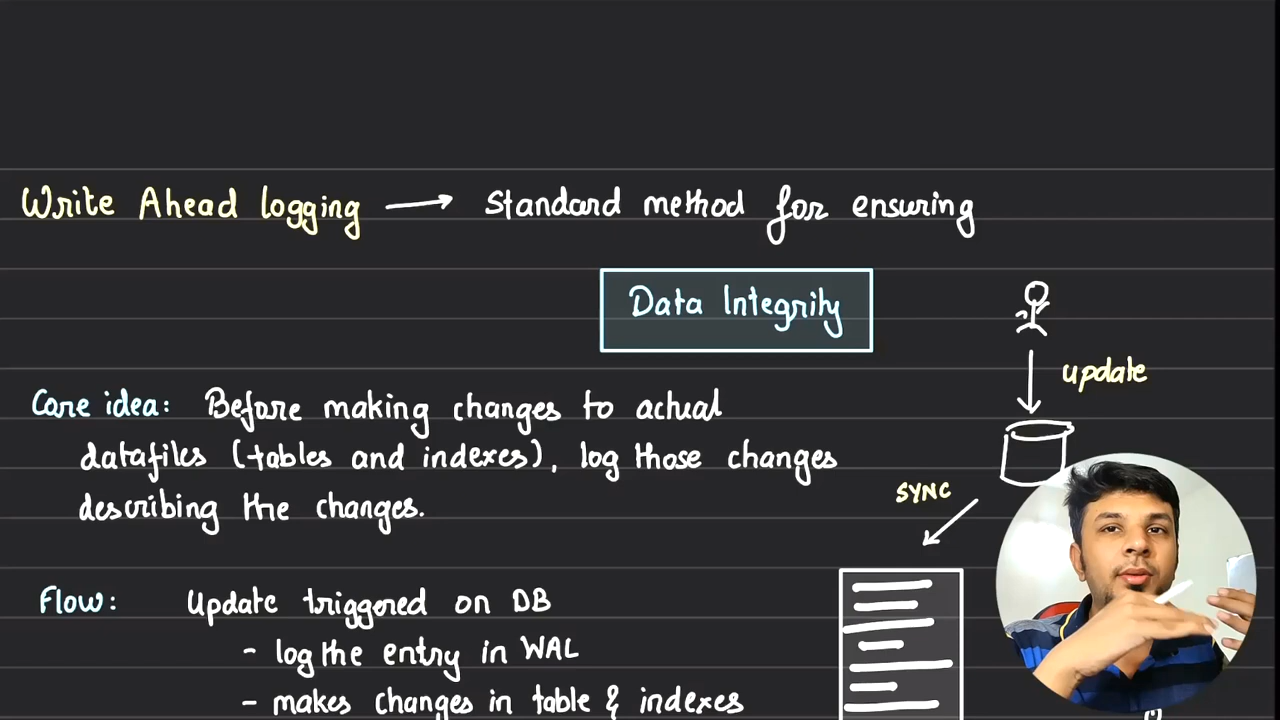 Write Ahead logging → Standard method for ensuring
Data Integrity
update
Core idea: Before making changes to actual
datafiles (tables and indexes), log those changes
SYNC
describing the changes.
Flow: Update triggered on DB
- log the entry in WAL
- makes changes in table & indexes